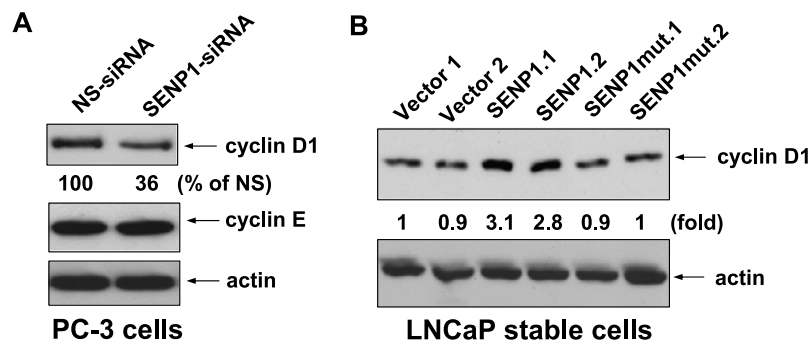 A
NS-siRNA
SENP1-siRNA
cyclin D1
100 36 (% of NS)
cyclin E
actin
PC-3 cells
B
Vector 1
Vector 2
SENP1.1
SENP1.2
SENP1mut.1
SENP1mut.2
cyclin D1
1 0.9 3.1 2.8 0.9 1 (fold)
actin
LNCaP stable cells